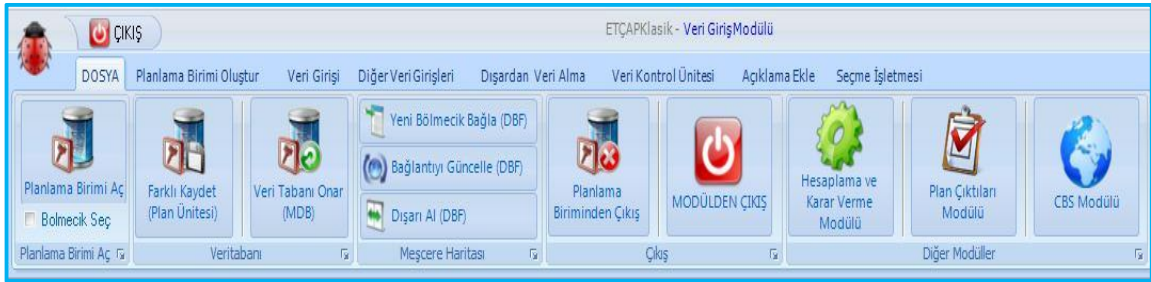 ÇIKIŞ
ETÇAPKlasik - Veri GirişModülü
DOSYA Planlama Birimi Oluştur Veri Girişi Diğer Veri Girişleri Dışardan Veri Alma Veri Kontrol Ünitesi Açıklama Ekle Seçme İşletmesi
Planlama Birimi Aç
Bolmecik Seç
Planlama Birimi Aç
Farklı Kaydet
(Plan Ünitesi)
Veri Tabanı Onar
(MDB)
Veritabanı
Yeni Bölmecik Bağla (DBF)
Bağlantıyı Güncelle (DBF)
Dışarı Al (DBF)
Meşcere Haritası
Planlama
Biriminden Çıkış
MODÜLDEN ÇIKIŞ
Çıkış
Hesaplama ve
Karar Verme
Modülü
Plan Çıktıları
Modülü
CBS Modülü
Diğer Modüller